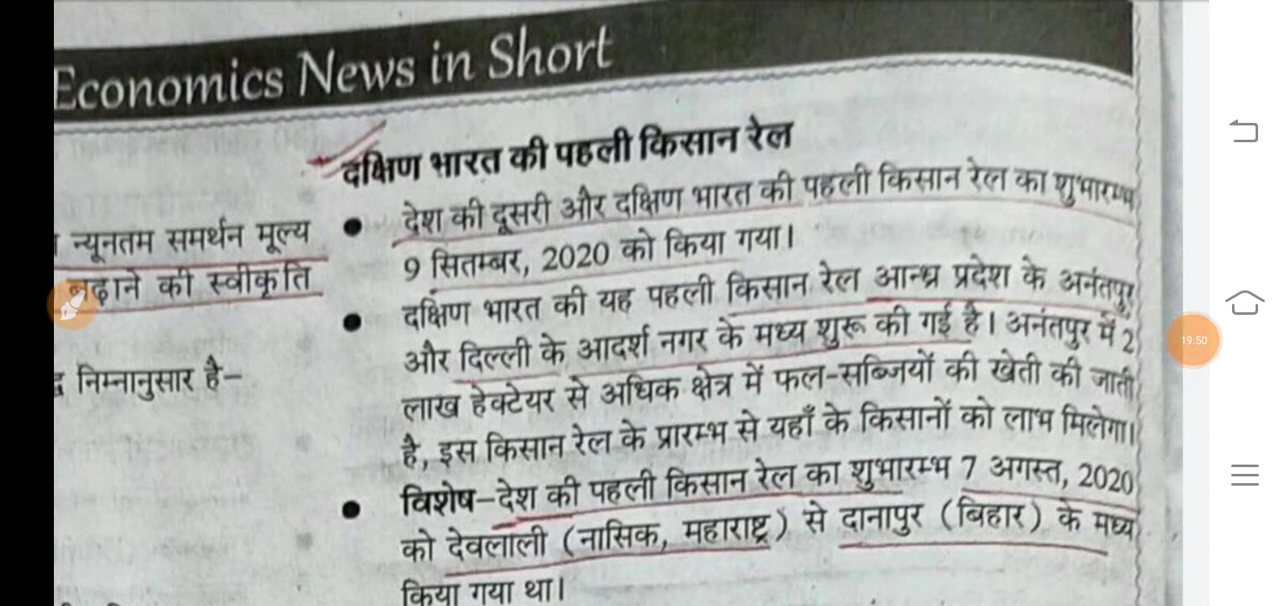 Economics News in Short
दक्षिण भारत की पहली किसान रेल
देश की दूसरी और दक्षिण भारत की पहली किसान रेल का शुभारम्भ
9 सितम्बर, 2020 को किया गया।
दक्षिण भारत की यह पहली किसान रेल आन्ध्र प्रदेश के अनंतपुर
और दिल्ली के आदर्श नगर के मध्य शुरू की गई है। अनंतपुर में 2
लाख हेक्टेयर से अधिक क्षेत्र में फल-सब्जियों की खेती की जाती
है, इस किसान रेल के प्रारम्भ से यहाँ के किसानों को लाभ मिलेगा।
विशेष-देश की पहली किसान रेल का शुभारम्भ 7 अगस्त, 2020
को देवलाली (नासिक, महाराष्ट्र) से दानापुर (बिहार) के मध्य
किया गया था।
न्यूनतम समर्थन मूल्य
बढ़ाने की स्वीकृति
निम्नानुसार है-
19:50